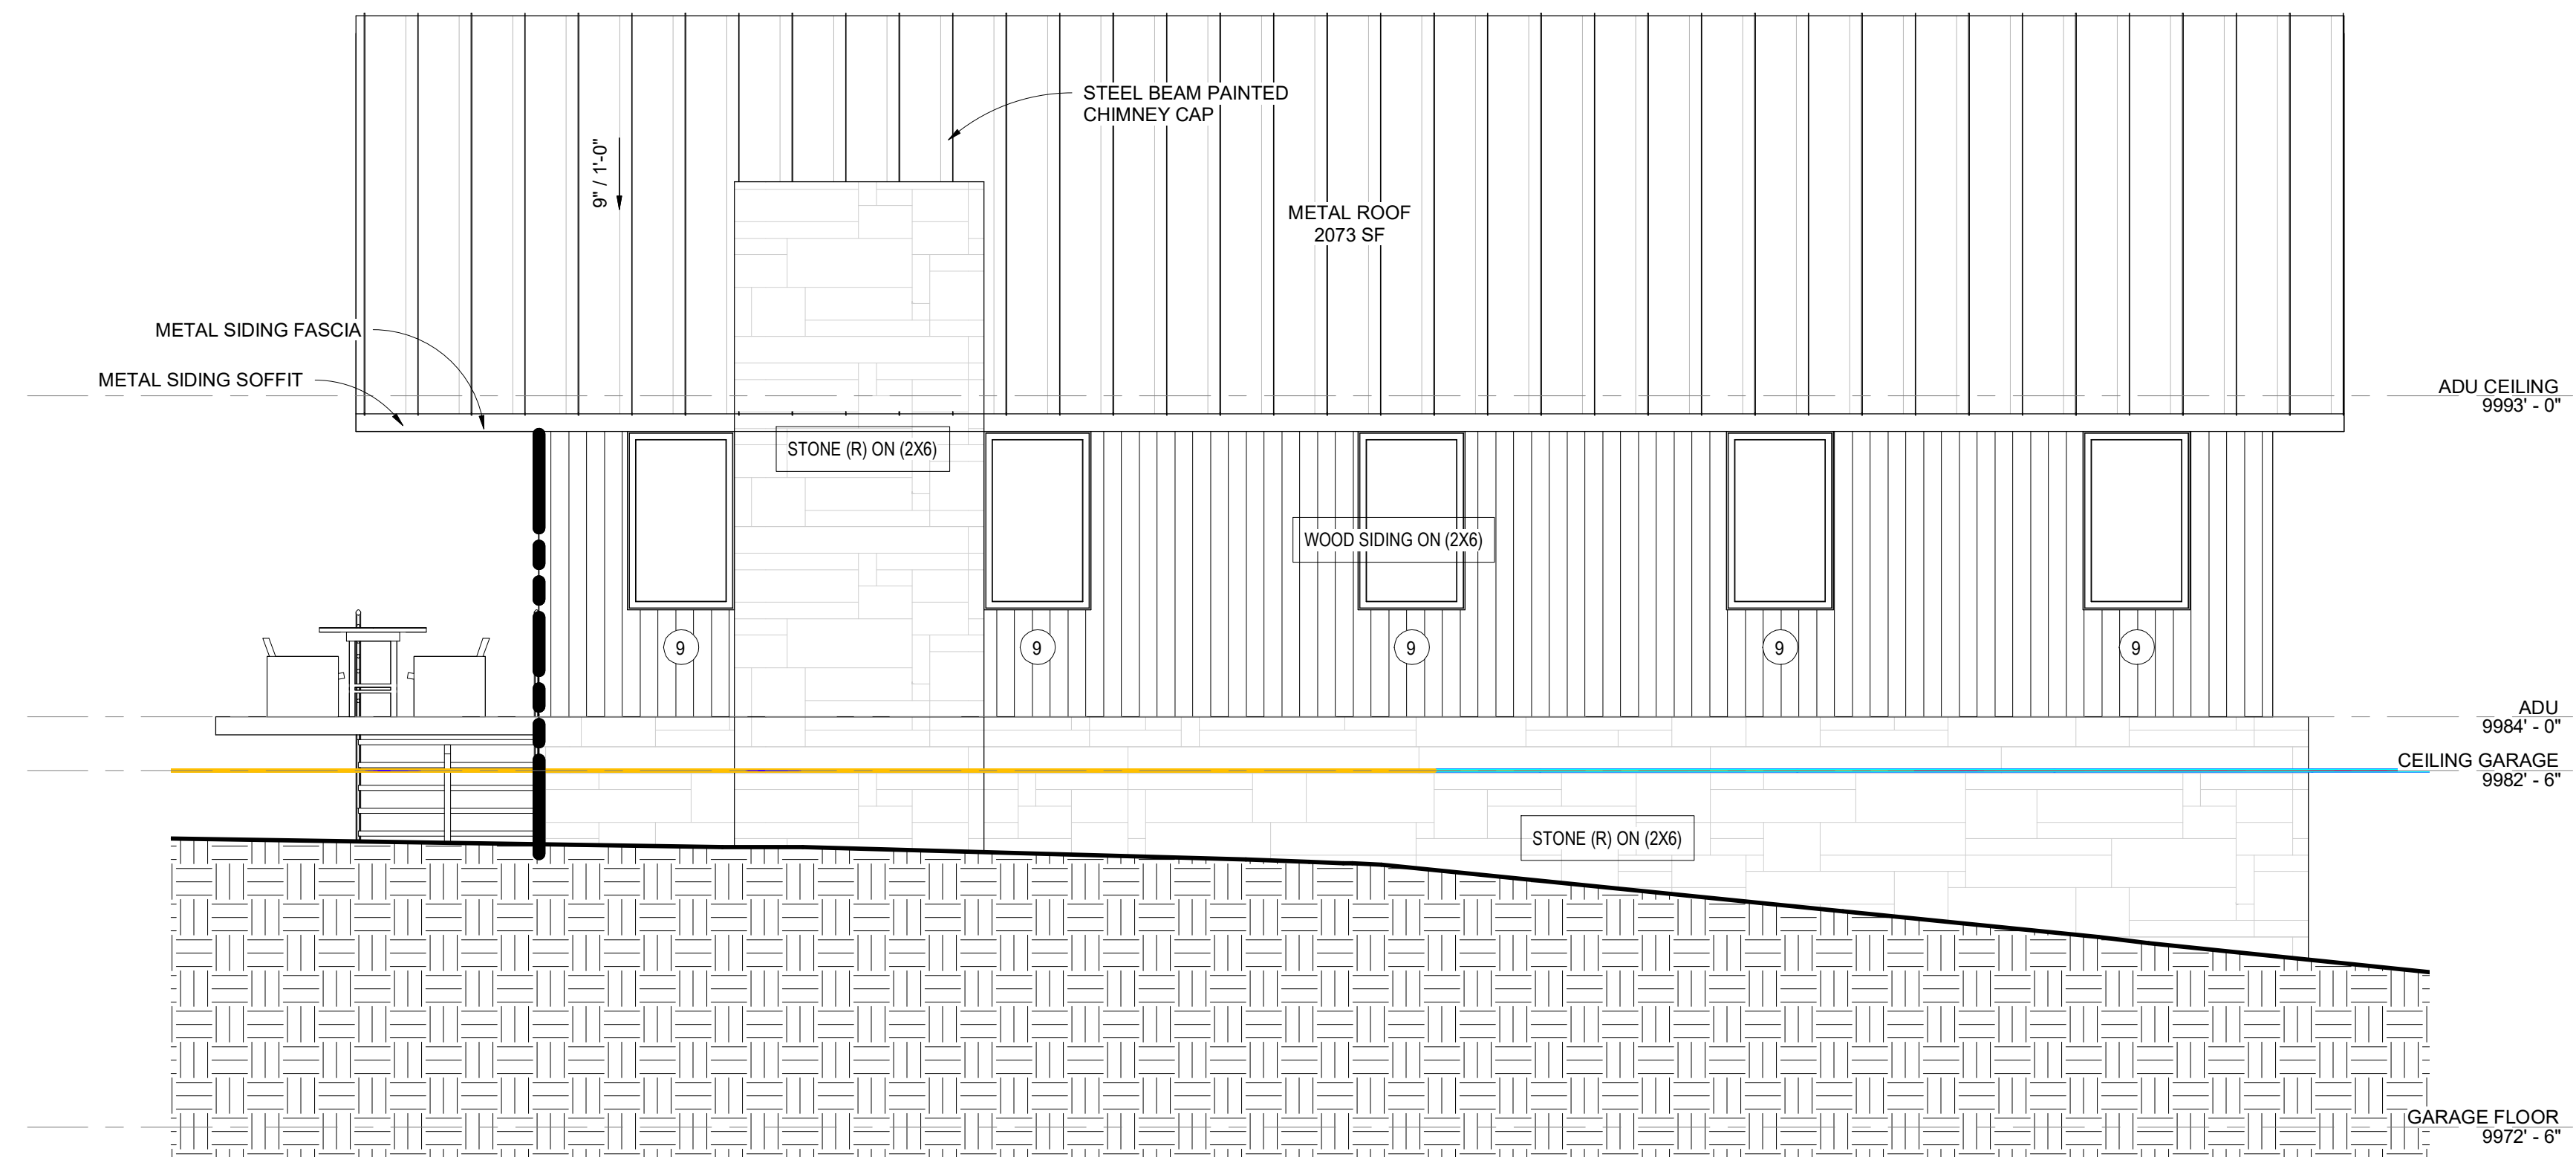 STEEL BEAM PAINTED
CHIMNEY CAP
9" / 1'-0"
METAL ROOF
2073 SF
METAL SIDING FASCIA
METAL SIDING SOFFIT
ADU CEILING
9993' - 0"
STONE (R) ON (2X6)
WOOD SIDING ON (2X6)
9
9
9
9
9
ADU
9984' - 0"
CEILING GARAGE
9982' - 6"
STONE (R) ON (2X6)
GARAGE FLOOR
9972' - 6"